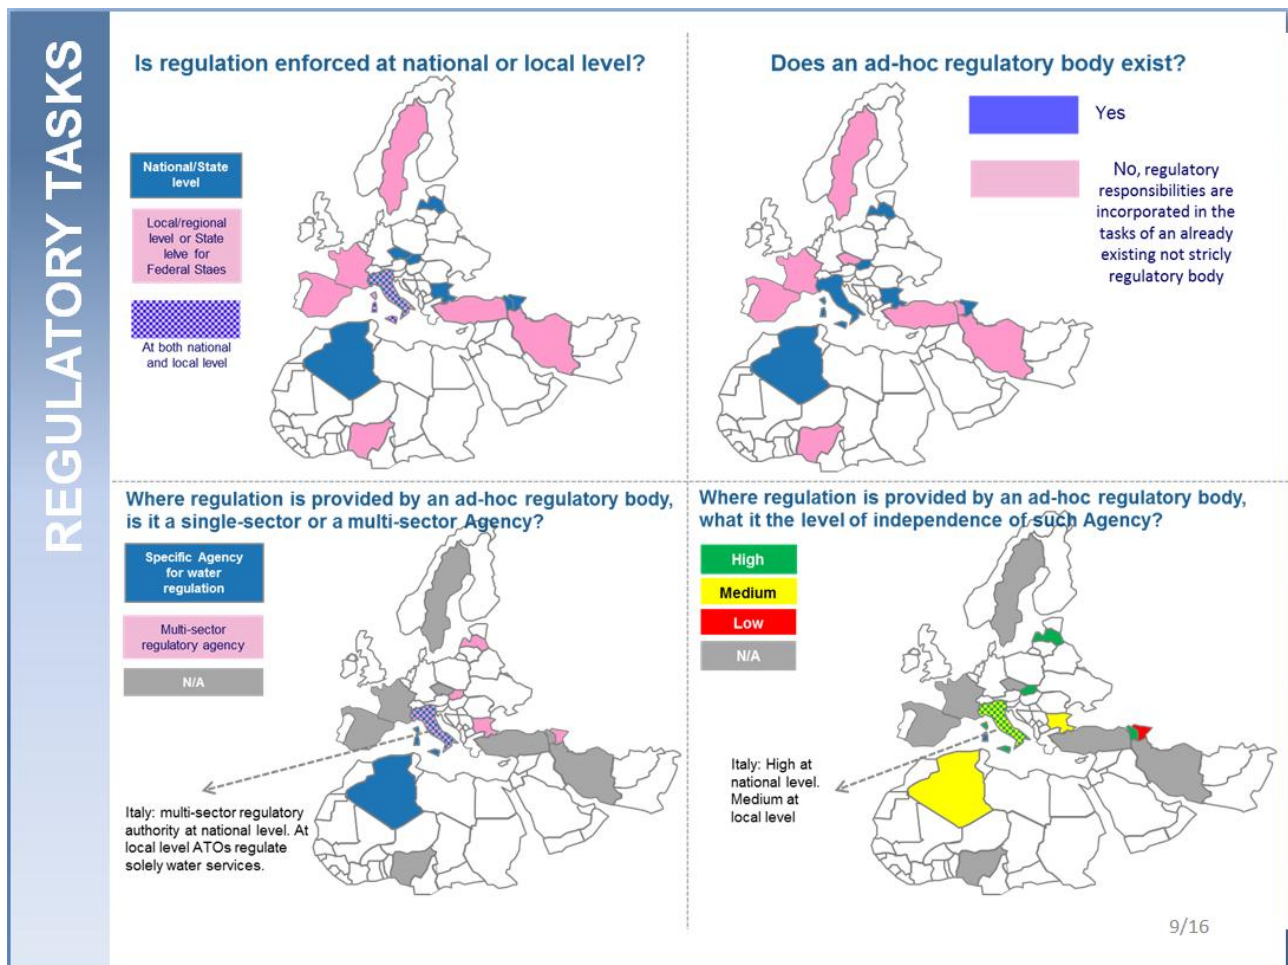 REGULATORY TASKS
Is regulation enforced at national or local level?
National/State
level
Local/regional
level or State
lelve for
Federal Staes
At both national
and local level
Does an ad-hoc regulatory body exist?
Yes
No, regulatory
responsibilities are
incorporated in the
tasks of an already
existing not stricly
regulatory body
Where regulation is provided by an ad-hoc regulatory body,
is it a single-sector or a multi-sector Agency?
Specific Agency
for water
regulation
Multi-sector
regulatory agency
N/A
Italy: multi-sector regulatory
authority at national level. At
local level ATOs regulate
solely water services.
Where regulation is provided by an ad-hoc regulatory body,
what it the level of independence of such Agency?
High
Medium
Low
N/A
Italy: High at
national level.
Medium at
local level
9/16